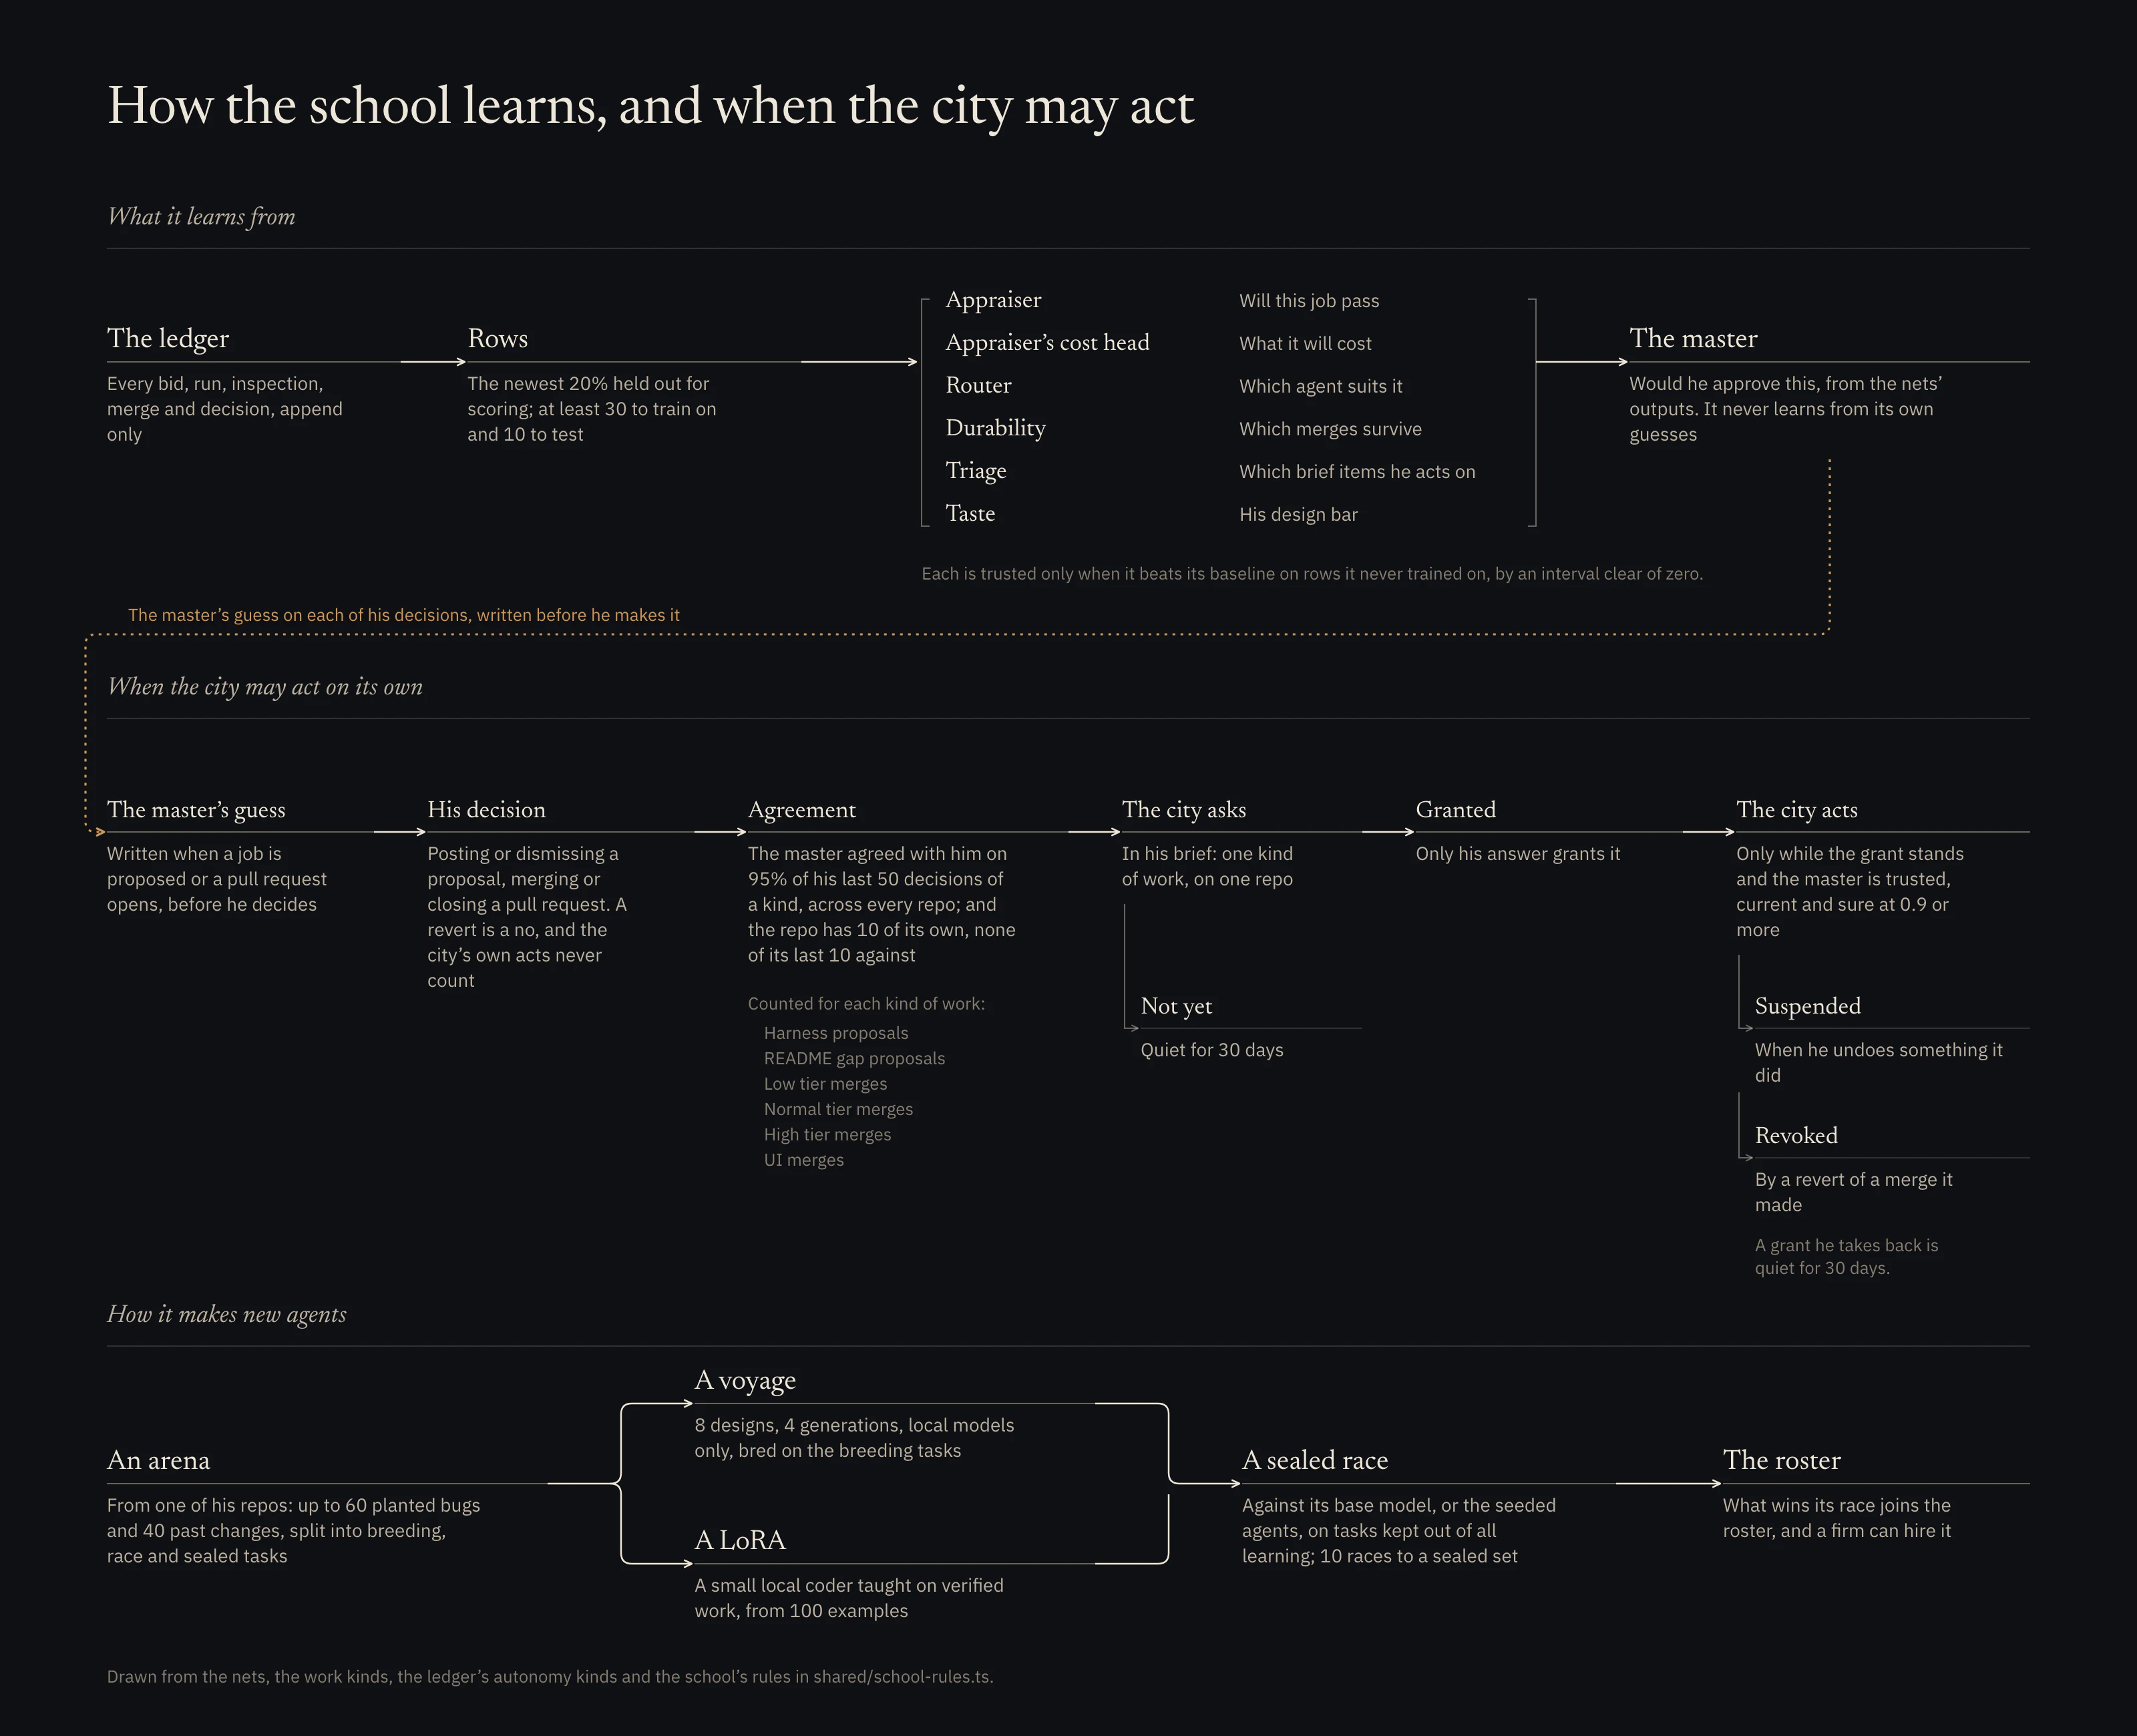 How the school learns, and when the city may act
What it learns from
The ledger
Every bid, run, inspection,
merge and decision, append
only
Rows
The newest 20% held out for
scoring; at least 30 to train on
and 10 to test
Appraiser
Will this job pass
Appraiser’s cost head
What it will cost
Router
Which agent suits it
Durability
Which merges survive
Triage
Which brief items he acts on
Taste
His design bar
The master
Would he approve this, from the nets’
outputs. It never learns from its own
guesses
Each is trusted only when it beats its baseline on rows it never trained on, by an interval clear of zero.
The master’s guess on each of his decisions, written before he makes it
When the city may act on its own
The master’s guess
Written when a job is
proposed or a pull request
opens, before he decides
His decision
Posting or dismissing a
proposal, merging or
closing a pull request. A
revert is a no, and the
city’s own acts never
count
Agreement
The master agreed with him on
95% of his last 50 decisions of
a kind, across every repo; and
the repo has 10 of its own, none
of its last 10 against
Counted for each kind of work:
Harness proposals
README gap proposals
Low tier merges
Normal tier merges
High tier merges
UI merges
The city asks
In his brief: one kind
of work, on one repo
Not yet
Quiet for 30 days
Granted
Only his answer grants it
The city acts
Only while the grant stands
and the master is trusted,
current and sure at 0.9 or
more
Suspended
When he undoes something it
did
Revoked
By a revert of a merge it
made
A grant he takes back is
quiet for 30 days.
How it makes new agents
An arena
From one of his repos: up to 60 planted bugs
and 40 past changes, split into breeding,
race and sealed tasks
A voyage
8 designs, 4 generations, local models
only, bred on the breeding tasks
A LoRA
A small local coder taught on verified
work, from 100 examples
A sealed race
Against its base model, or the seeded
agents, on tasks kept out of all
learning; 10 races to a sealed set
The roster
What wins its race joins the
roster, and a firm can hire it
Drawn from the nets, the work kinds, the ledger’s autonomy kinds and the school’s rules in shared/school-rules.ts.